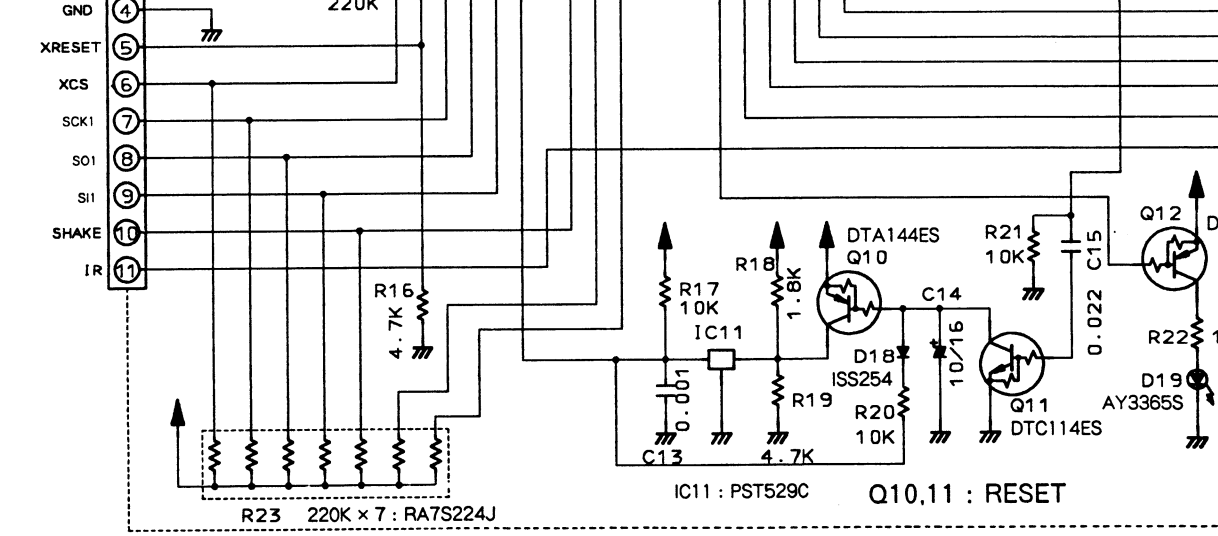 GND 4
220K
XRESET 5
XCS 6
SCK1 7
SO1 8
SI1 9
SHAKE 10
IR 11
R16
4.7K
R17
10K
R18
1.8K
DTA144ES
Q10
R21
10K
C15
0.022
Q12
D
IC11
C14
10/16
D18
ISS254
R19
R20
10K
Q11
DTC114ES
R22
1
D19
AY3365S
0.001
C13
4.7K
IC11 : PST529C
Q10,11 : RESET
R23 220K × 7 : RA7S224J